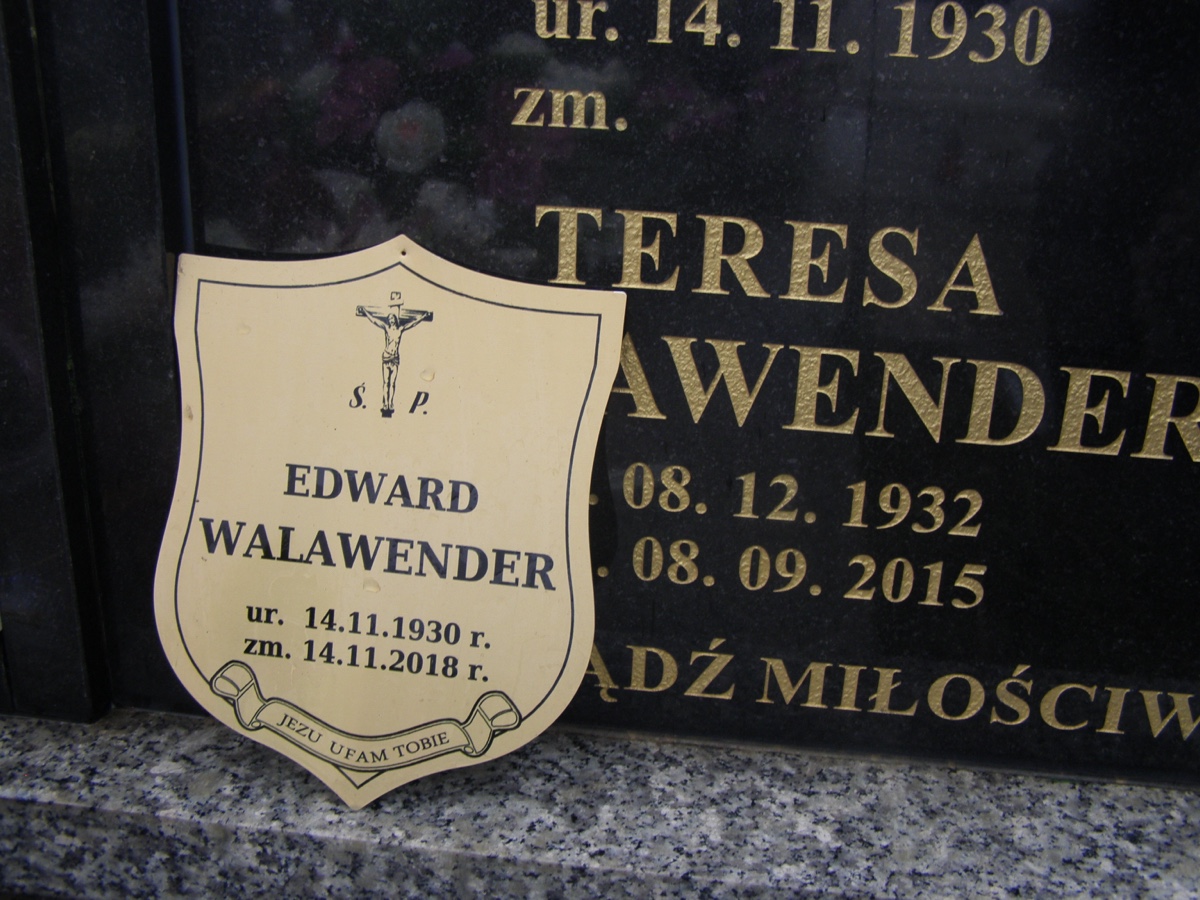 ur. 14. 11. 1930
zm.
TERESA
AWENDER
. 08. 12. 1932
. 08. 09. 2015
ĄDŹ MIŁOŚCIW
Ś. P.
EDWARD
WALAWENDER
ur. 14.11.1930 r.
zm. 14.11.2018 r.
JEZU UFAM TOBIE